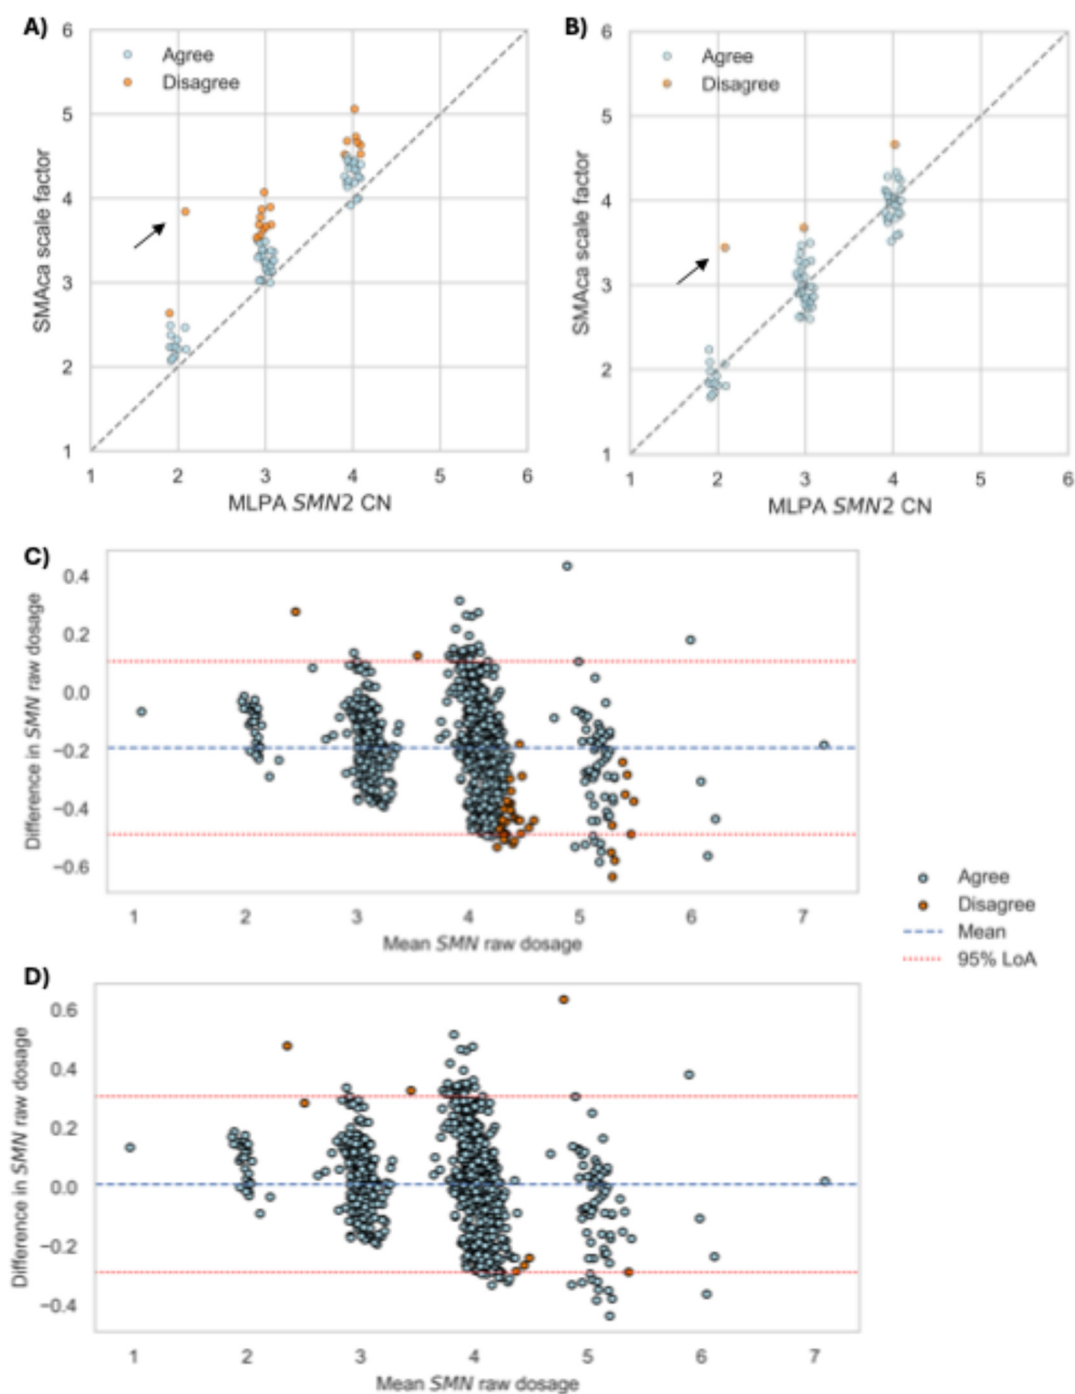 A)
6
5
4
3
2
1
SMAca scale factor
Agree
Disagree
1 2 3 4 5 6
MLPA SMN2 CN
B)
6
5
4
3
2
1
SMAca scale factor
Agree
Disagree
1 2 3 4 5 6
MLPA SMN2 CN
C)
0.4
0.2
0.0
−0.2
−0.4
−0.6
Difference in SMN raw dosage
1 2 3 4 5 6 7
Mean SMN raw dosage
Agree
Disagree
Mean
95% LoA
D)
0.6
0.4
0.2
0.0
−0.2
−0.4
Difference in SMN raw dosage
1 2 3 4 5 6 7
Mean SMN raw dosage